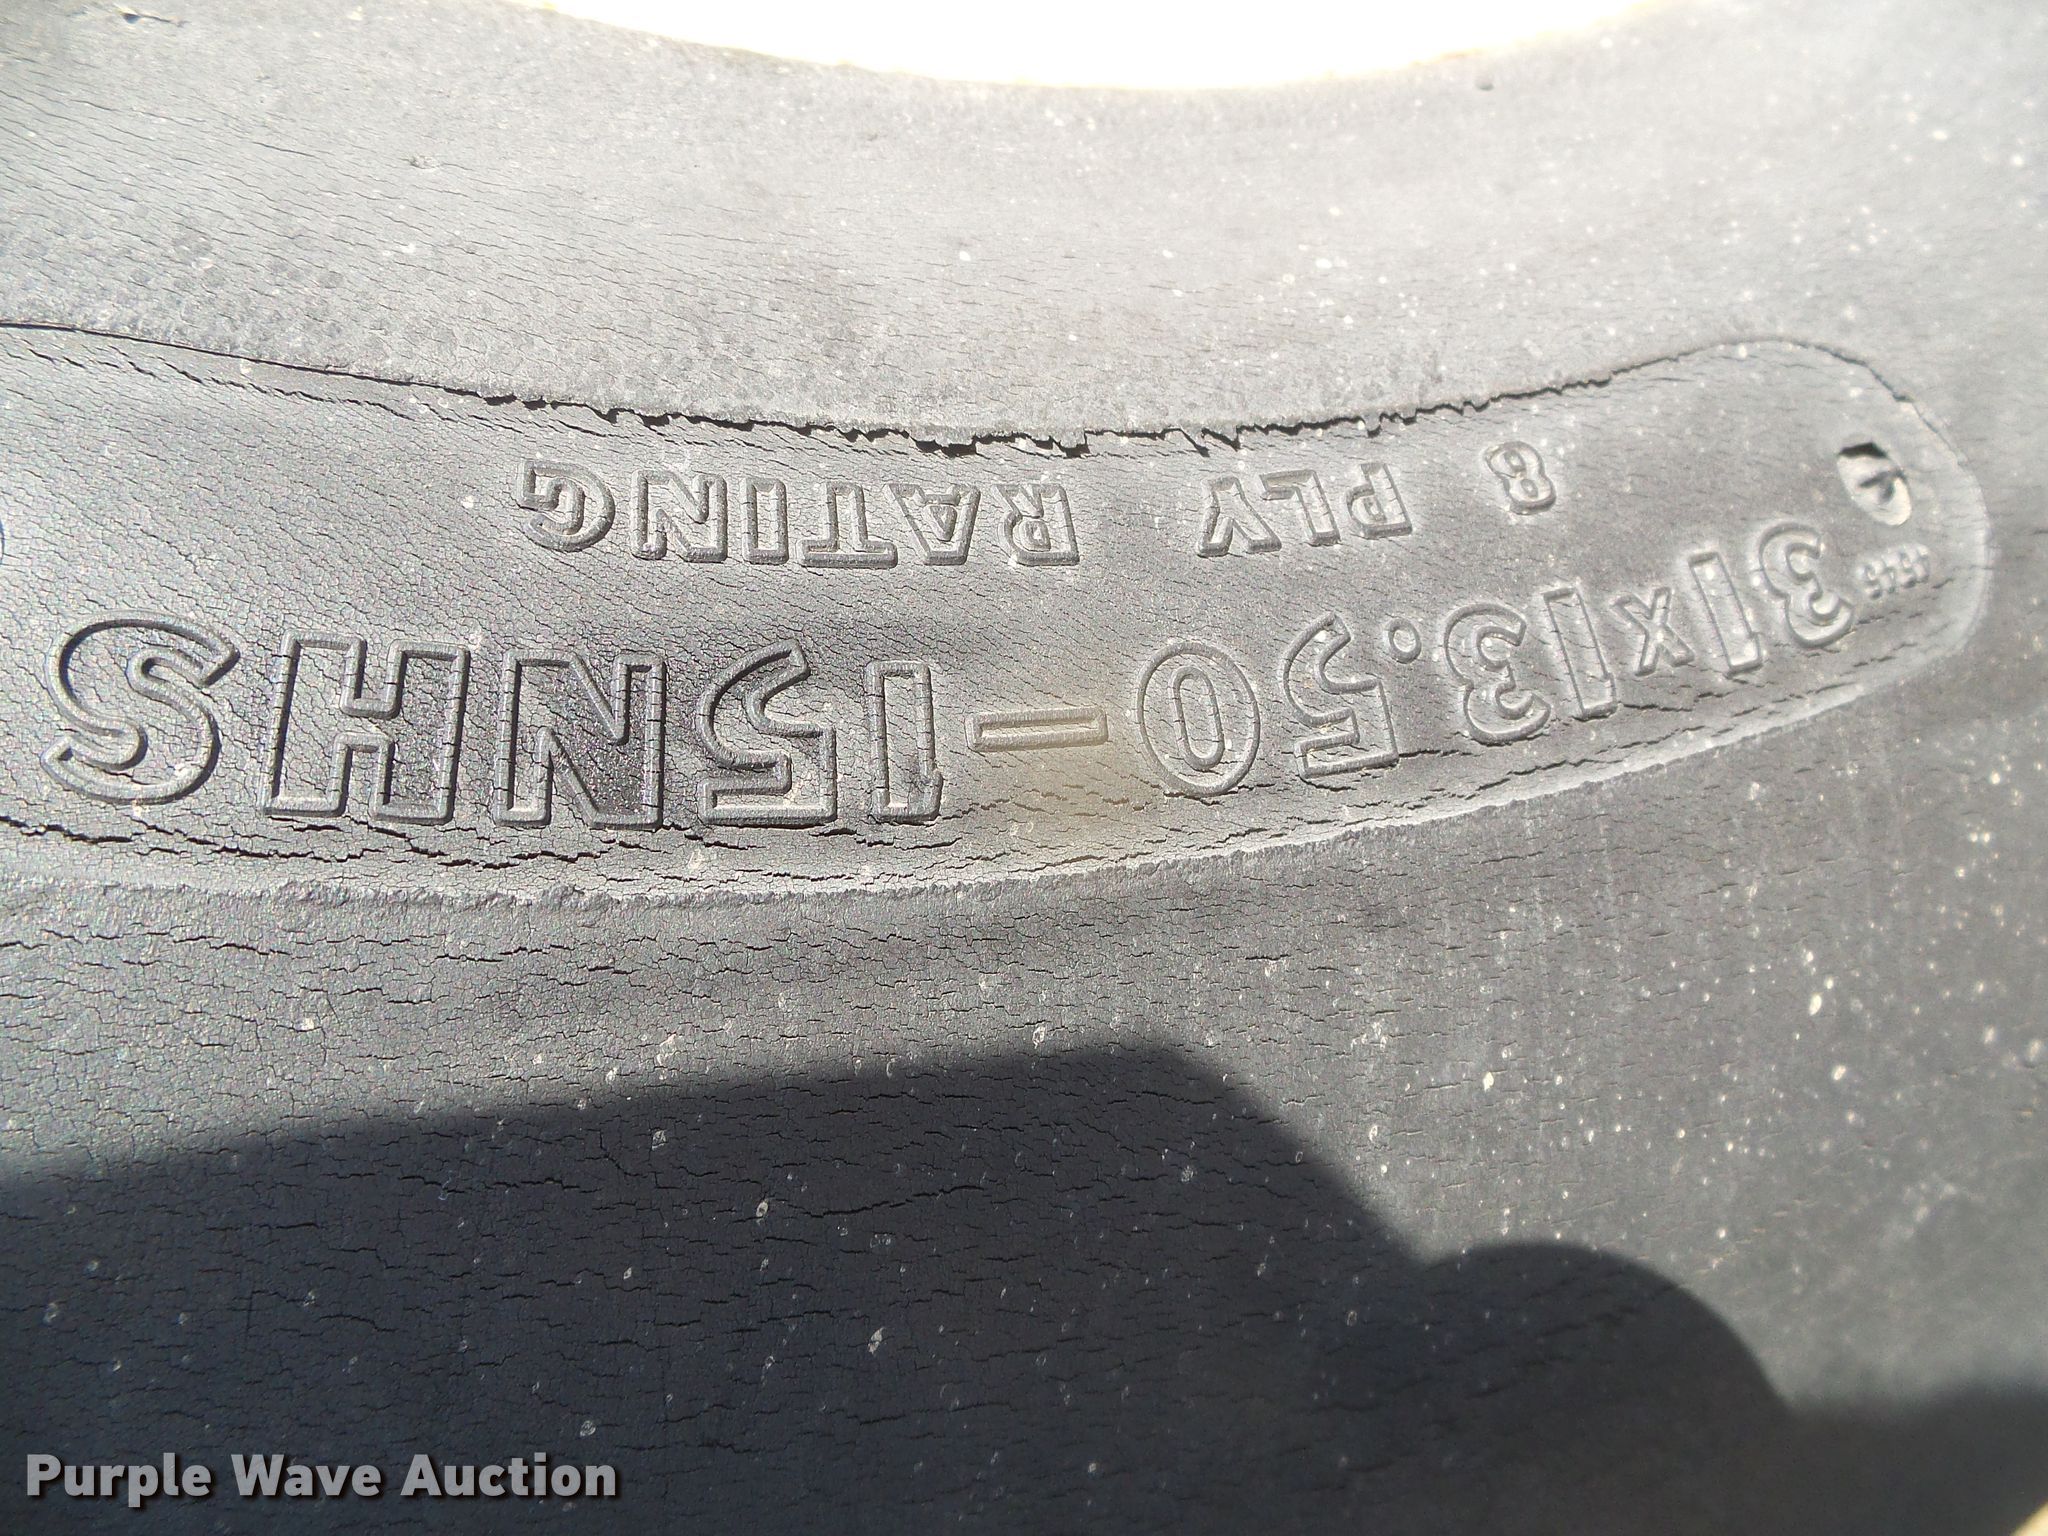 31x13.50-15NHS
8 PLY RATING
Purple Wave Auction